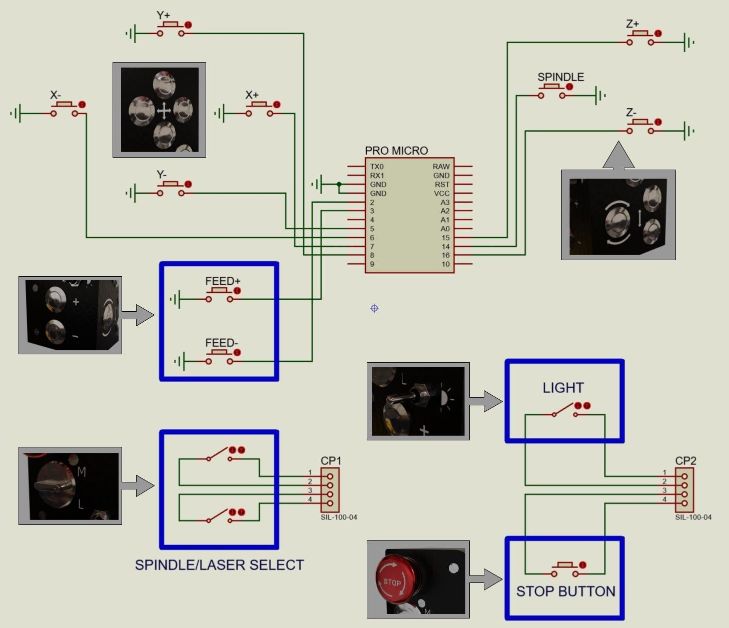 Y+
Z+
X-
X+
SPINDLE
Z-
Y-
PRO MICRO
TX0 RAW
RX1 GND
GND RST
GND VCC
2 A3
3 A2
4 A1
5 A0
6 15
7 14
8 16
9 10
FEED+
+
-
FEED-
LIGHT
L
M
L
CP1
1
2
3
4
SIL-100-04
CP2
1
2
3
4
SIL-100-04
SPINDLE/LASER SELECT
STOP
M
STOP BUTTON